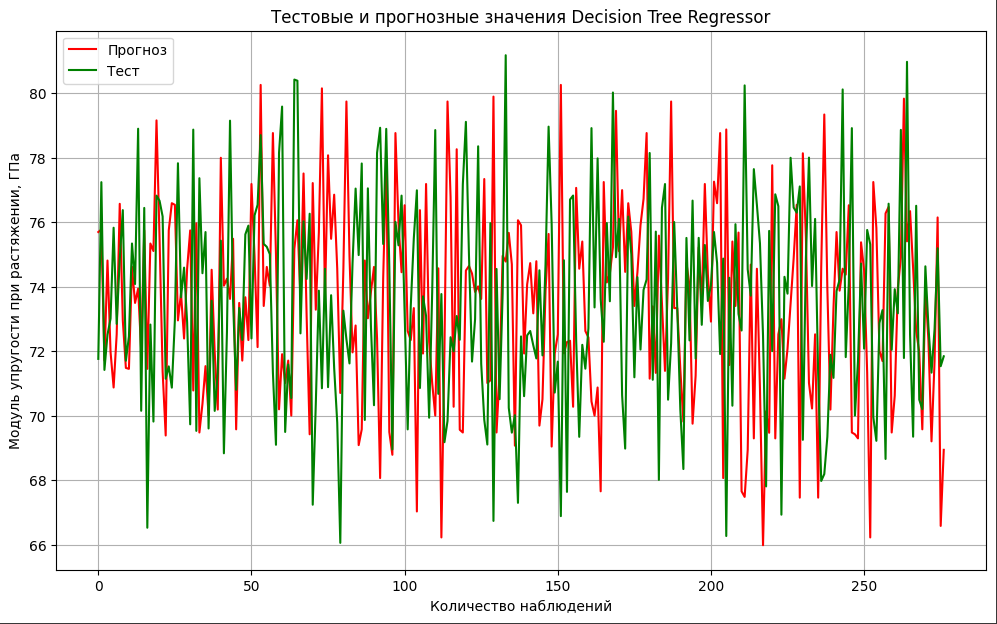 Тестовые и прогнозные значения Decision Tree Regressor
Прогноз
Тест
Модуль упругости при растяжении, ГПа
80
78
76
74
72
70
68
66
0
50
100
150
200
250
Количество наблюдений